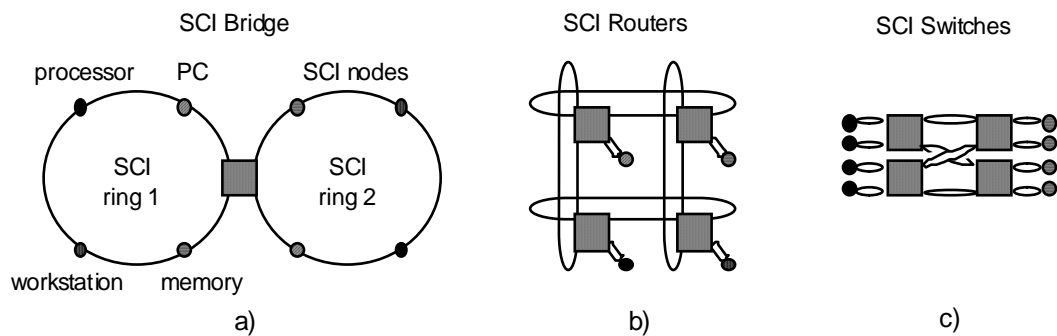 SCI Bridge
processor PC SCI nodes
SCI ring 1
SCI ring 2
workstation memory
a)
SCI Routers
b)
SCI Switches
c)